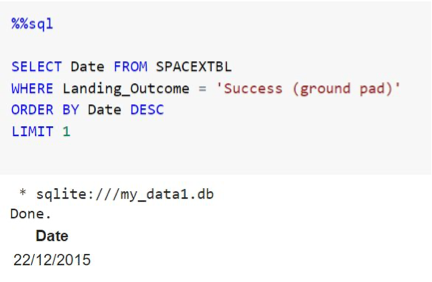 %%sql
SELECT Date FROM SPACEXTBL
WHERE Landing_Outcome = 'Success (ground pad)'
ORDER BY Date DESC
LIMIT 1
* sqlite:///my_data1.db
Done.
Date
22/12/2015